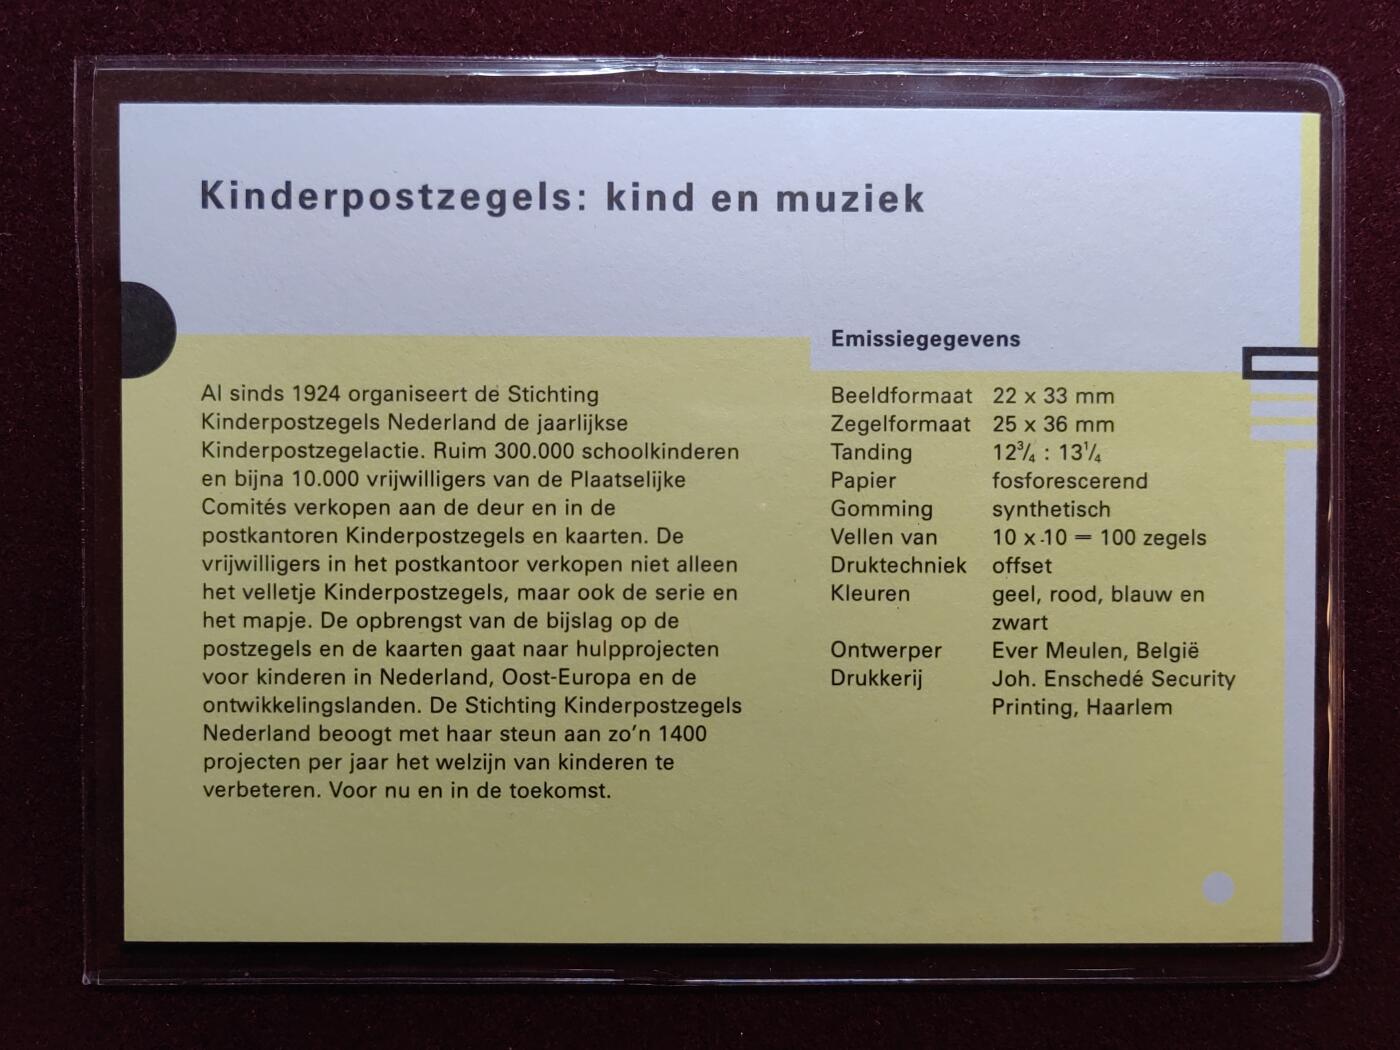 Kinderpostzegels: kind en muziek
Al sinds 1924 organiseert de Stichting
Kinderpostzegels Nederland de jaarlijkse
Kinderpostzegelactie. Ruim 300.000 schoolkinderen
en bijna 10.000 vrijwilligers van de Plaatselijke
Comités verkopen aan de deur en in de
postkantoren Kinderpostzegels en kaarten. De
vrijwilligers in het postkantoor verkopen niet alleen
het velletje Kinderpostzegels, maar ook de serie en
het mapje. De opbrengst van de bijslag op de
postzegels en de kaarten gaat naar hulpprojecten
voor kinderen in Nederland, Oost-Europa en de
ontwikkelingslanden. De Stichting Kinderpostzegels
Nederland beoogt met haar steun aan zo’n 1400
projecten per jaar het welzijn van kinderen te
verbeteren. Voor nu en in de toekomst.
Emissiegegevens
Beeldformaat 22 x 33 mm
Zegelformaat 25 x 36 mm
Tanding 12¾ : 13¼
Papier fosforescerend
Gomming synthetisch
Vellen van 10 x 10 = 100 zegels
Druktechniek offset
Kleuren geel, rood, blauw en
zwart
Ontwerper Ever Meulen, België
Drukkerij Joh. Enschedé Security
Printing, Haarlem